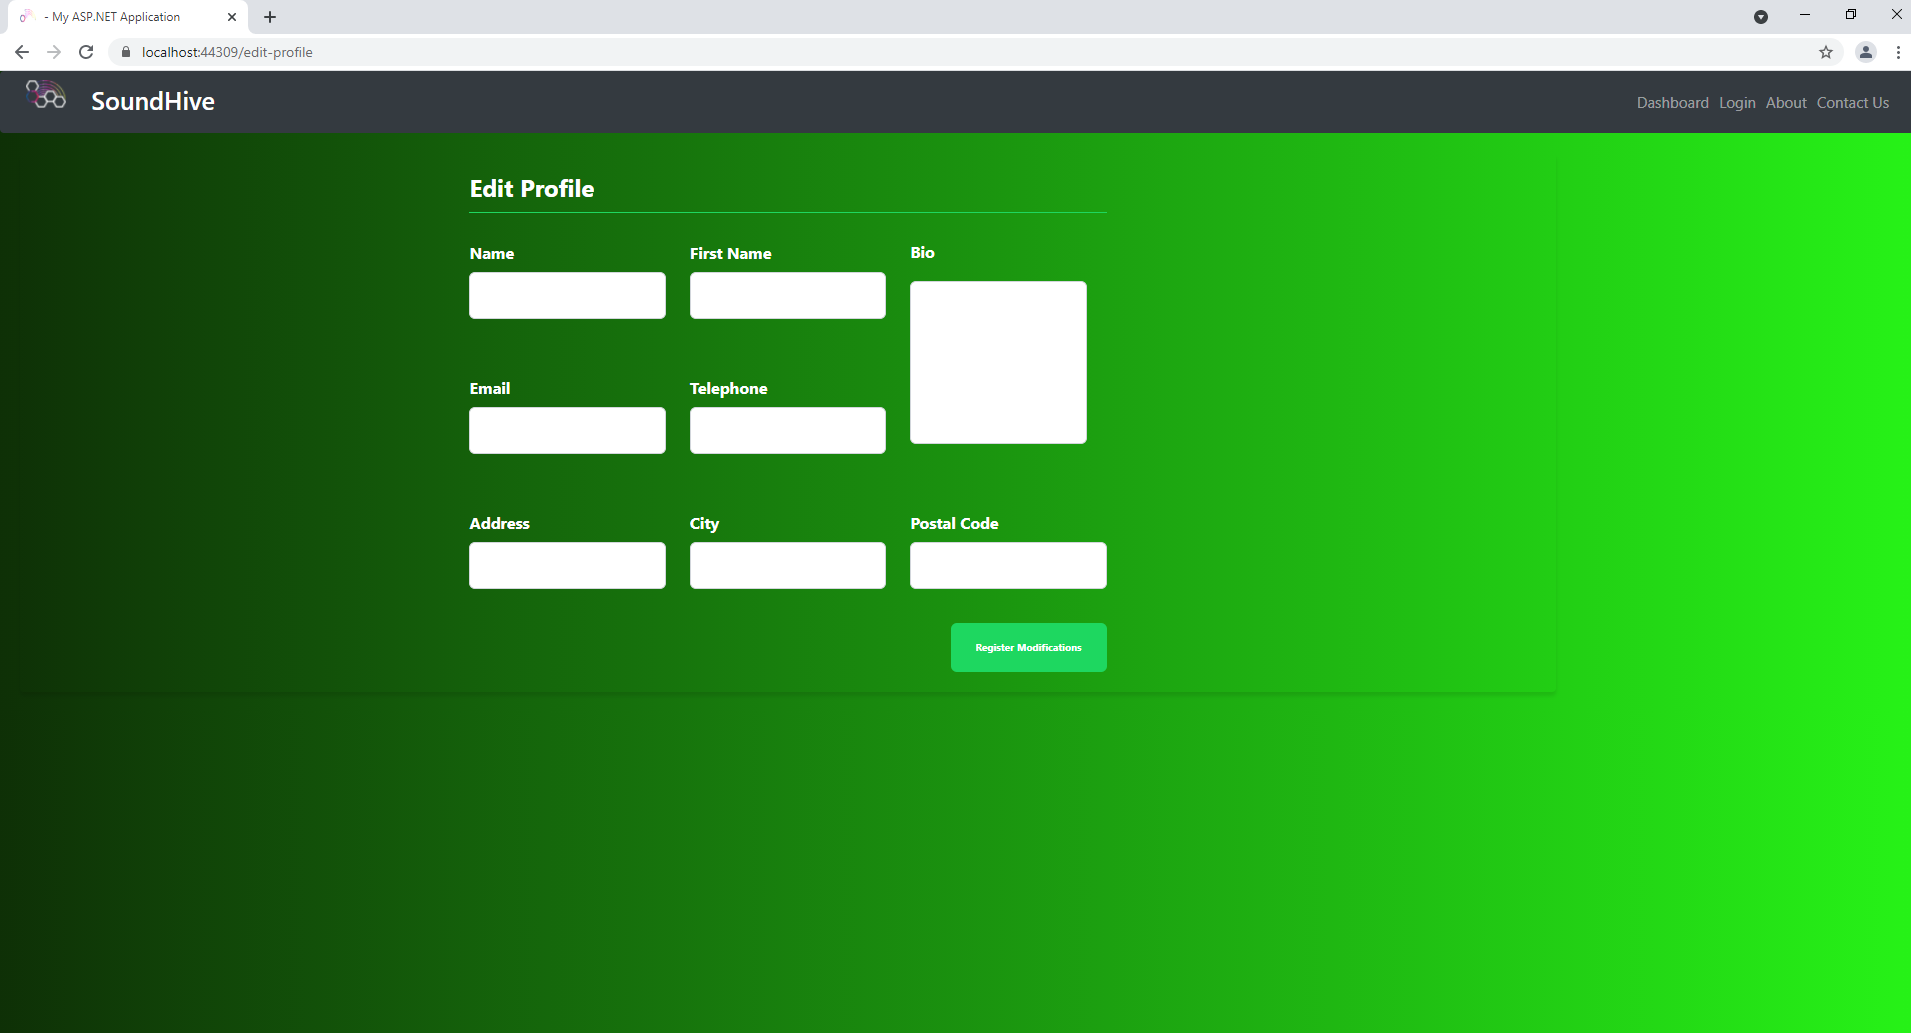 - My ASP.NET Application
localhost:44309/edit-profile
SoundHive
Dashboard Login About Contact Us
Edit Profile
Name First Name Bio
Email Telephone
Address City Postal Code
Register Modifications